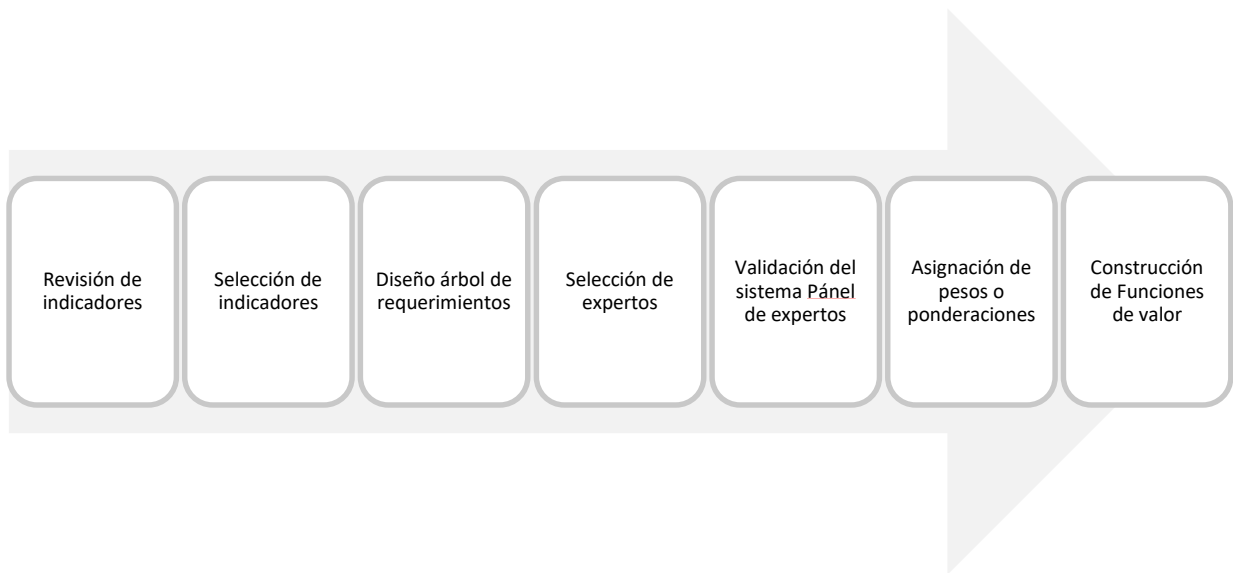 Revisión de
indicadores
Selección de
indicadores
Diseño árbol de
requerimientos
Selección de
expertos
Validación del
sistema Pánel
de expertos
Asignación de
pesos o
ponderaciones
Construcción
de Funciones
de valor